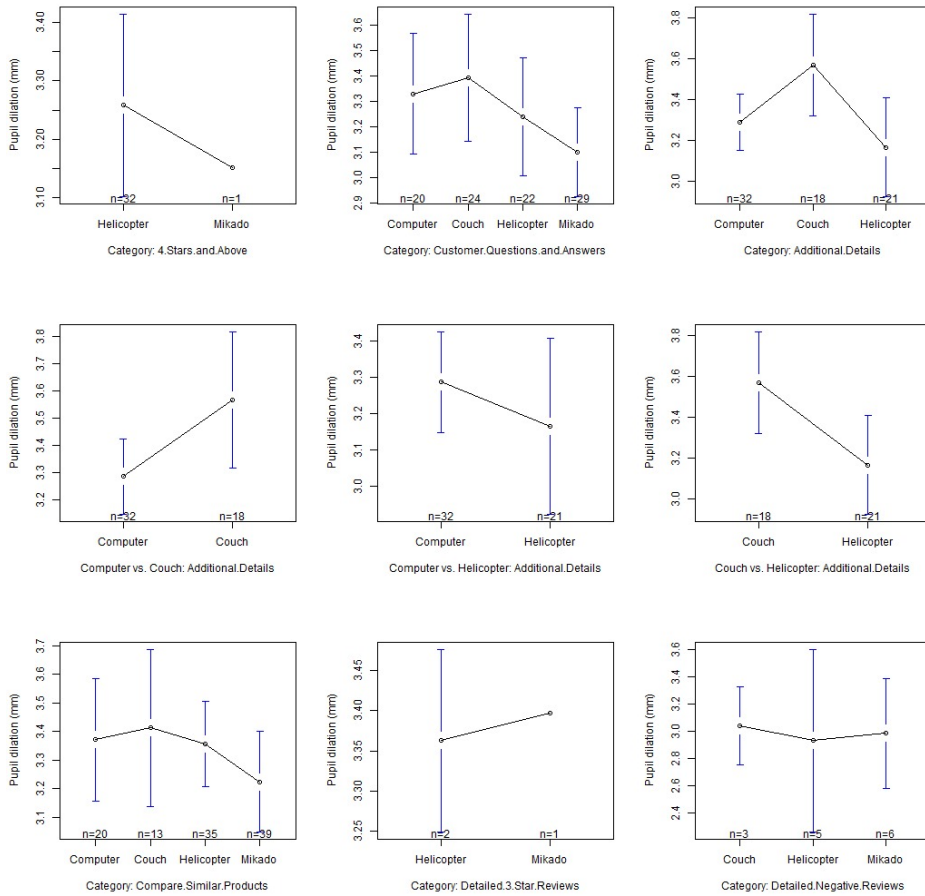 Pupil dilation (mm)
3.10 3.20 3.30 3.40
n=32 n=1
Helicopter Mikado
Category: 4.Stars.and.Above
Pupil dilation (mm)
2.9 3.0 3.1 3.2 3.3 3.4 3.5 3.6
n=20 n=24 n=22 n=29
Computer Couch Helicopter Mikado
Category: Customer.Questions.and.Answers
Pupil dilation (mm)
3.0 3.2 3.4 3.6 3.8
n=32 n=18 n=21
Computer Couch Helicopter
Category: Additional.Details
Pupil dilation (mm)
3.2 3.3 3.4 3.5 3.6 3.7 3.8
n=32 n=18
Computer Couch
Computer vs. Couch: Additional.Details
Pupil dilation (mm)
3.0 3.1 3.2 3.3 3.4
n=32 n=21
Computer Helicopter
Computer vs. Helicopter: Additional.Details
Pupil dilation (mm)
3.0 3.2 3.4 3.6 3.8
n=18 n=21
Couch Helicopter
Couch vs. Helicopter: Additional.Details
Pupil dilation (mm)
3.1 3.2 3.3 3.4 3.5 3.6 3.7
n=20 n=13 n=35 n=39
Computer Couch Helicopter Mikado
Category: Compare.Similar.Products
Pupil dilation (mm)
3.25 3.30 3.35 3.40 3.45
n=2 n=1
Helicopter Mikado
Category: Detailed.3.Star.Reviews
Pupil dilation (mm)
2.4 2.6 2.8 3.0 3.2 3.4 3.6
n=3 n=5 n=6
Couch Helicopter Mikado
Category: Detailed.Negative.Reviews